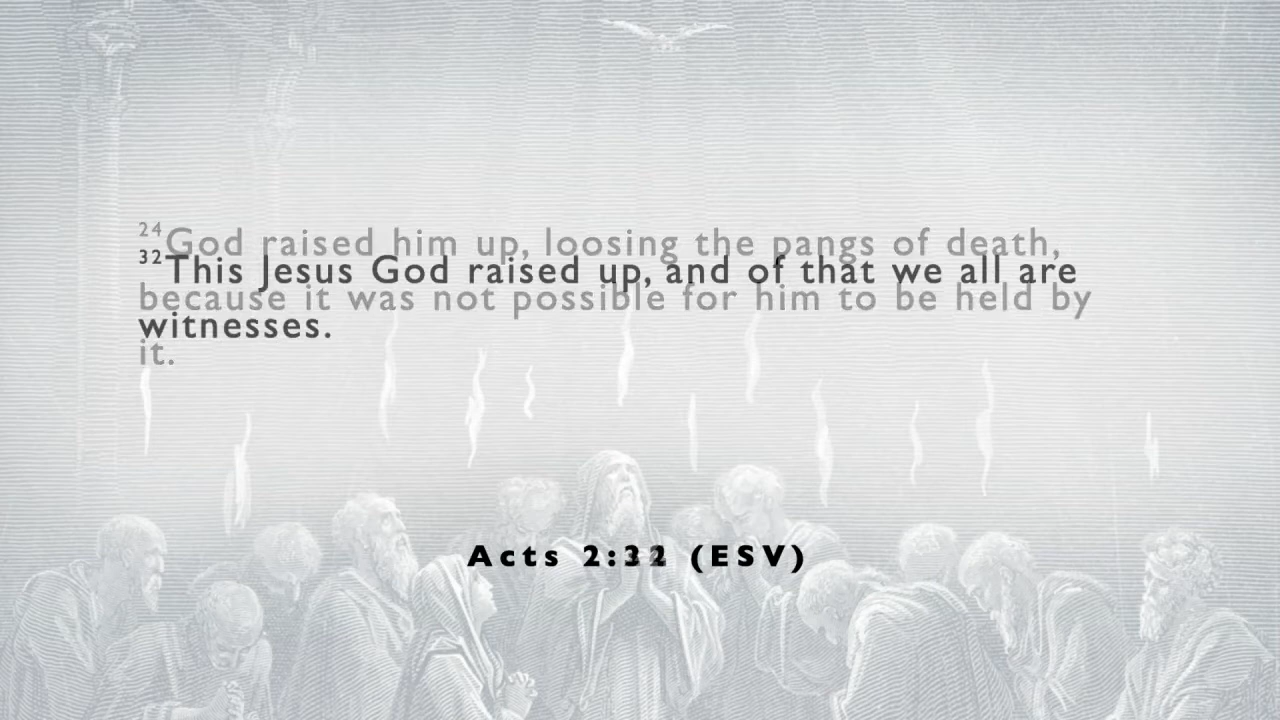 24God raised him up, loosing the pangs of death,
32This Jesus God raised up, and of that we all are
because it was not possible for him to be held by
witnesses.
it.
Acts 2:32 (ESV)